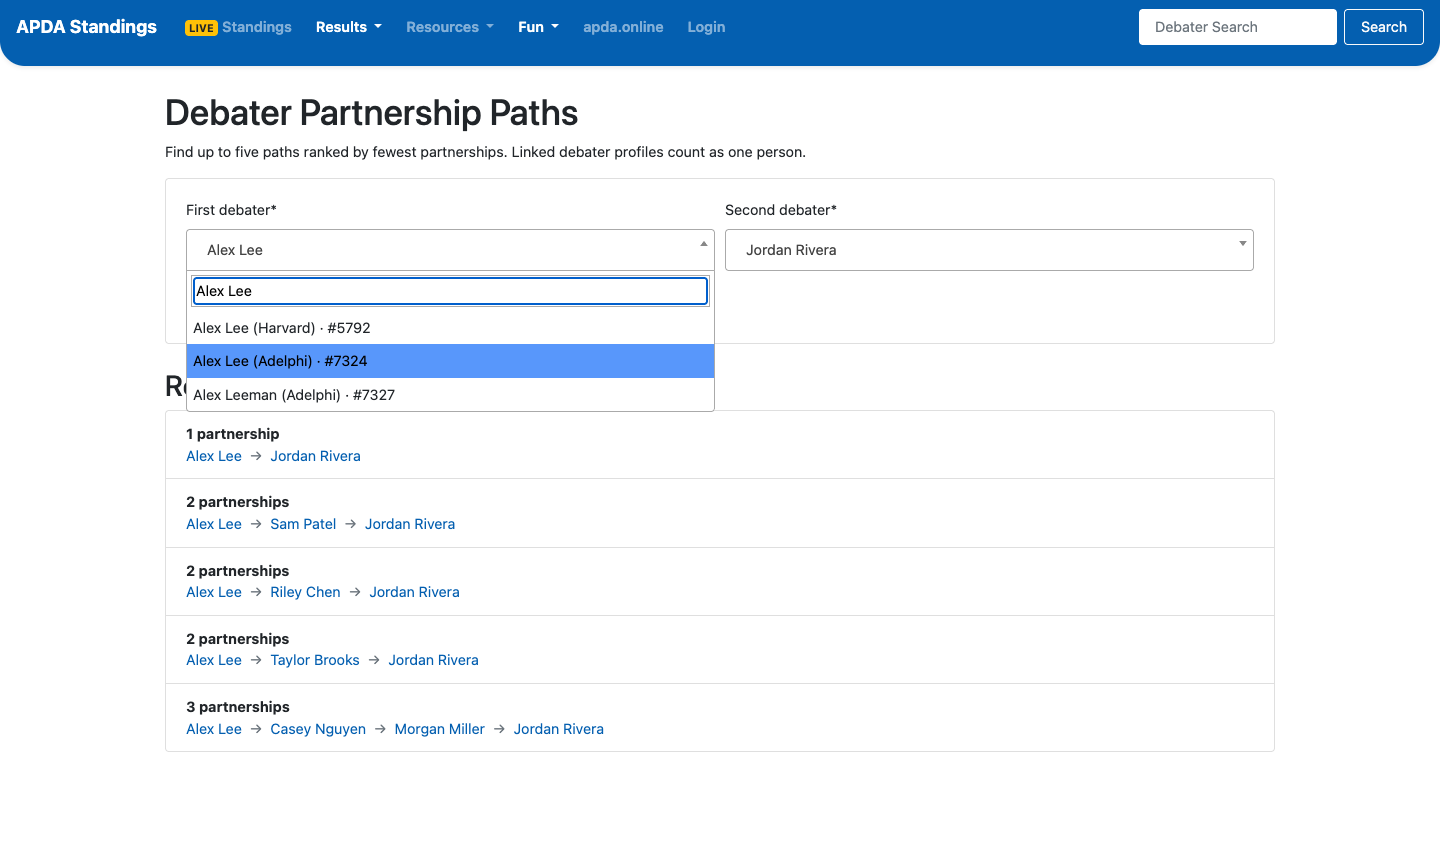 APDA Standings LIVE Standings Results Resources Fun apda.online Login Debater Search Search
Debater Partnership Paths
Find up to five paths ranked by fewest partnerships. Linked debater profiles count as one person.
First debater* Second debater*
Alex Lee Jordan Rivera
Alex Lee
Alex Lee (Harvard) · #5792
Alex Lee (Adelphi) · #7324
Alex Leeman (Adelphi) · #7327
1 partnership
Alex Lee → Jordan Rivera
2 partnerships
Alex Lee → Sam Patel → Jordan Rivera
2 partnerships
Alex Lee → Riley Chen → Jordan Rivera
2 partnerships
Alex Lee → Taylor Brooks → Jordan Rivera
3 partnerships
Alex Lee → Casey Nguyen → Morgan Miller → Jordan Rivera